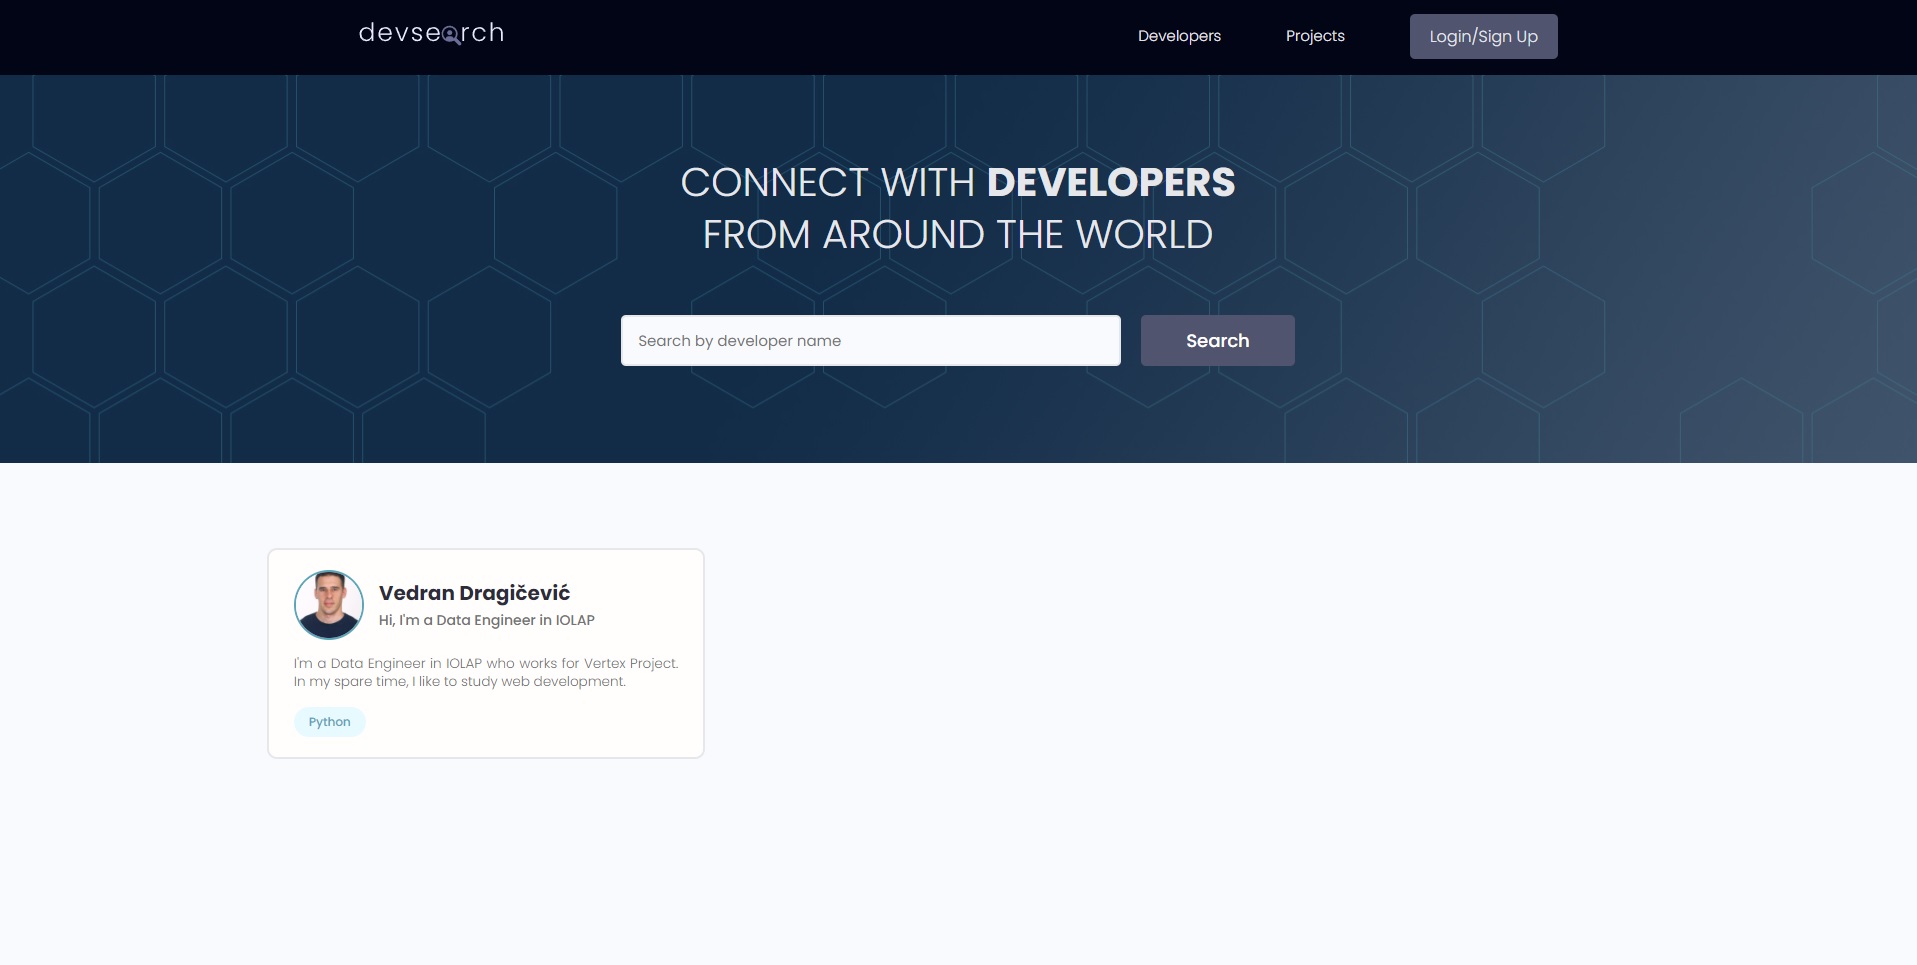 devsearch
Developers
Projects
Login/Sign Up
CONNECT WITH DEVELOPERS
FROM AROUND THE WORLD
Search by developer name
Search
Vedran Dragičević
Hi, I'm a Data Engineer in IOLAP
I'm a Data Engineer in IOLAP who works for Vertex Project.
In my spare time, I like to study web development.
Python